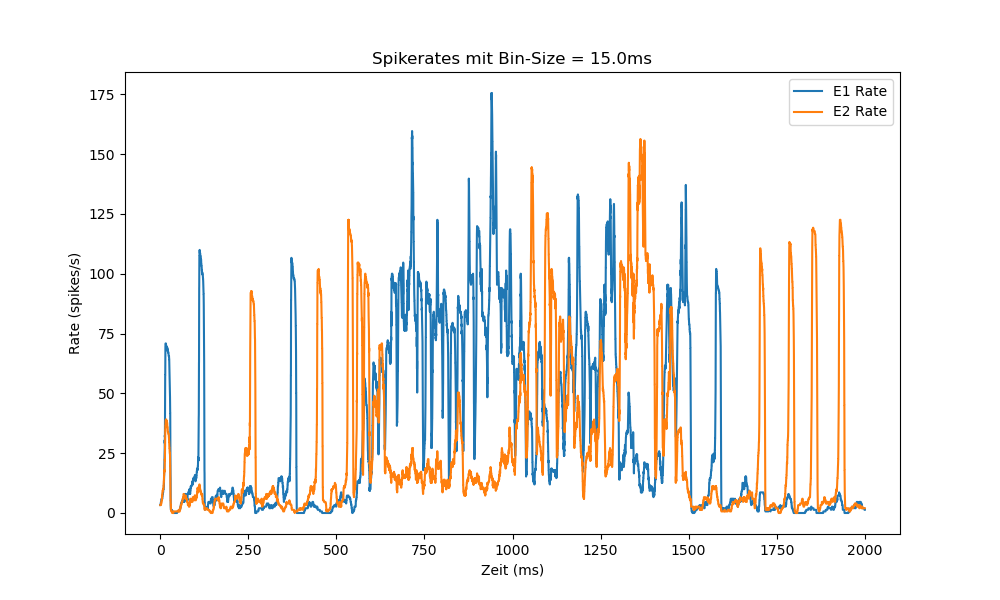 Spikerates mit Bin-Size = 15.0ms
E1 Rate
E2 Rate
Rate (spikes/s)
175
150
125
100
75
50
25
0
0 250 500 750 1000 1250 1500 1750 2000
Zeit (ms)